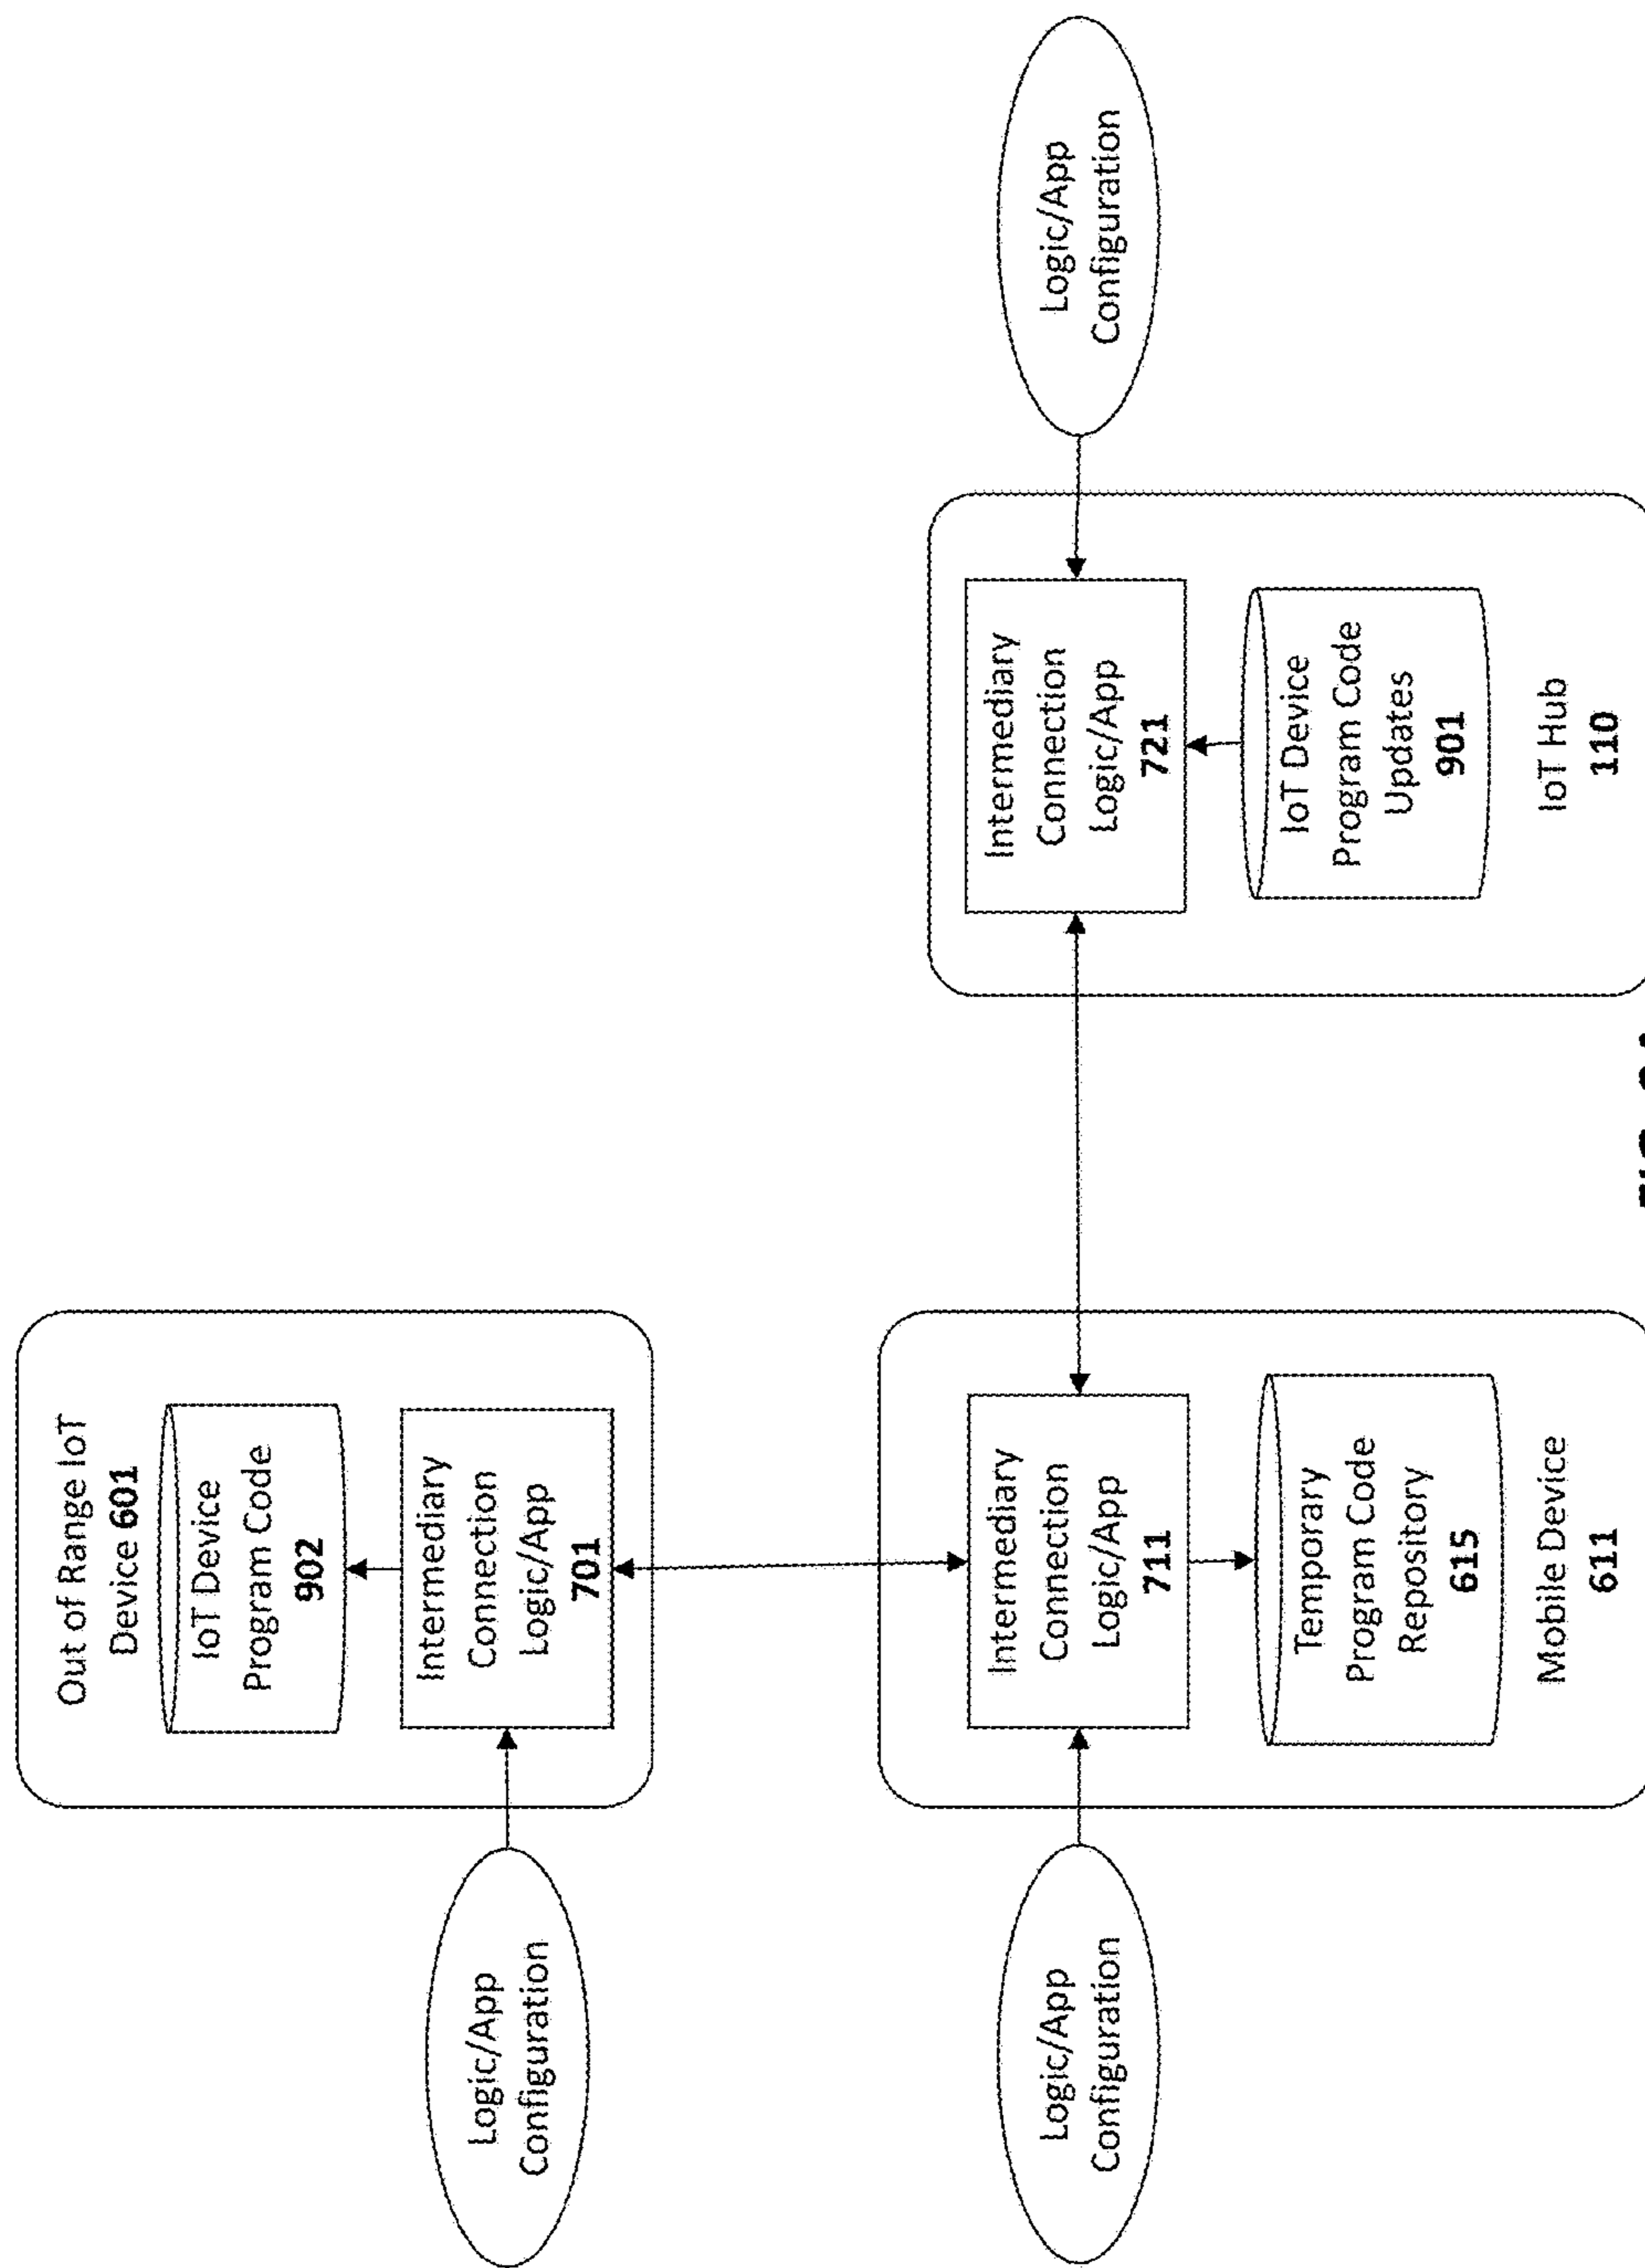 Out of Range IoT
Device 601
IoT Device
Program Code
902
Intermediary
Connection
Logic/App
701
Logic/App
Configuration
Logic/App
Configuration
Intermediary
Connection
Logic/App
711
Temporary
Program Code
Repository
615
Mobile Device
611
Intermediary
Connection
Logic/App
721
IoT Device
Program Code
Updates
901
IoT Hub
110
Logic/App
Configuration